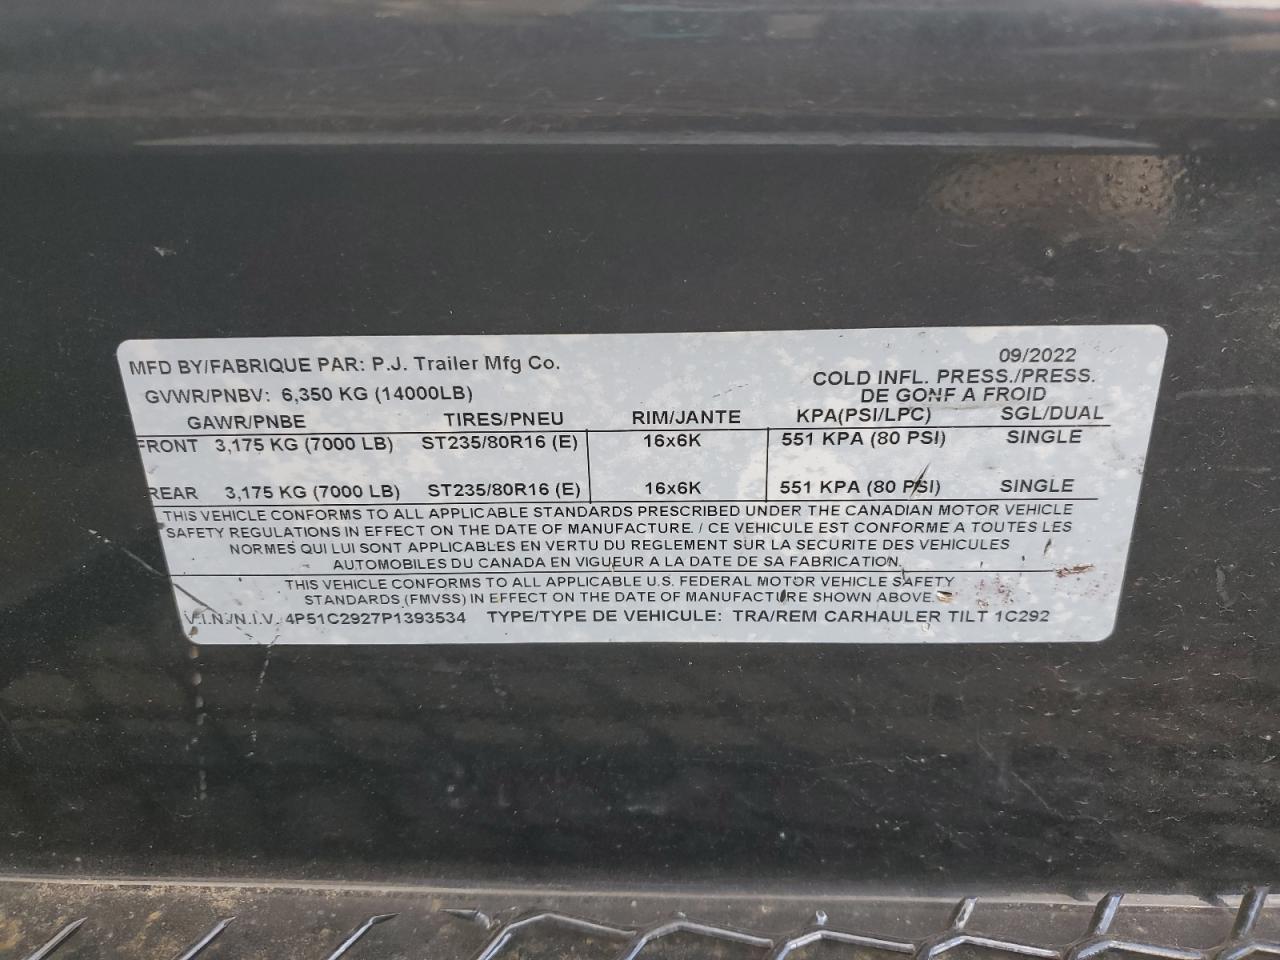 MFD BY/FABRIQUE PAR: P.J. Trailer Mfg Co. 09/2022
GVWR/PNBV: 6,350 KG (14000LB) COLD INFL. PRESS./PRESS.
DE GONF A FROID
GAWR/PNBE TIRES/PNEU RIM/JANTE KPA(PSI/LPC) SGL/DUAL
FRONT 3,175 KG (7000 LB) ST235/80R16 (E) 16x6K 551 KPA (80 PSI) SINGLE
REAR 3,175 KG (7000 LB) ST235/80R16 (E) 16x6K 551 KPA (80 PSI) SINGLE
THIS VEHICLE CONFORMS TO ALL APPLICABLE STANDARDS PRESCRIBED UNDER THE CANADIAN MOTOR VEHICLE
SAFETY REGULATIONS IN EFFECT ON THE DATE OF MANUFACTURE. / CE VEHICULE EST CONFORME A TOUTES LES
NORMES QUI LUI SONT APPLICABLES EN VERTU DU REGLEMENT SUR LA SECURITE DES VEHICULES
AUTOMOBILES DU CANADA EN VIGUEUR A LA DATE DE SA FABRICATION.
THIS VEHICLE CONFORMS TO ALL APPLICABLE U.S. FEDERAL MOTOR VEHICLE SAFETY
STANDARDS (FMVSS) IN EFFECT ON THE DATE OF MANUFACTURE SHOWN ABOVE.
V.I.N./N.I.V. 4P51C2927P1393534 TYPE/TYPE DE VEHICULE: TRA/REM CARHAULER TILT 1C292